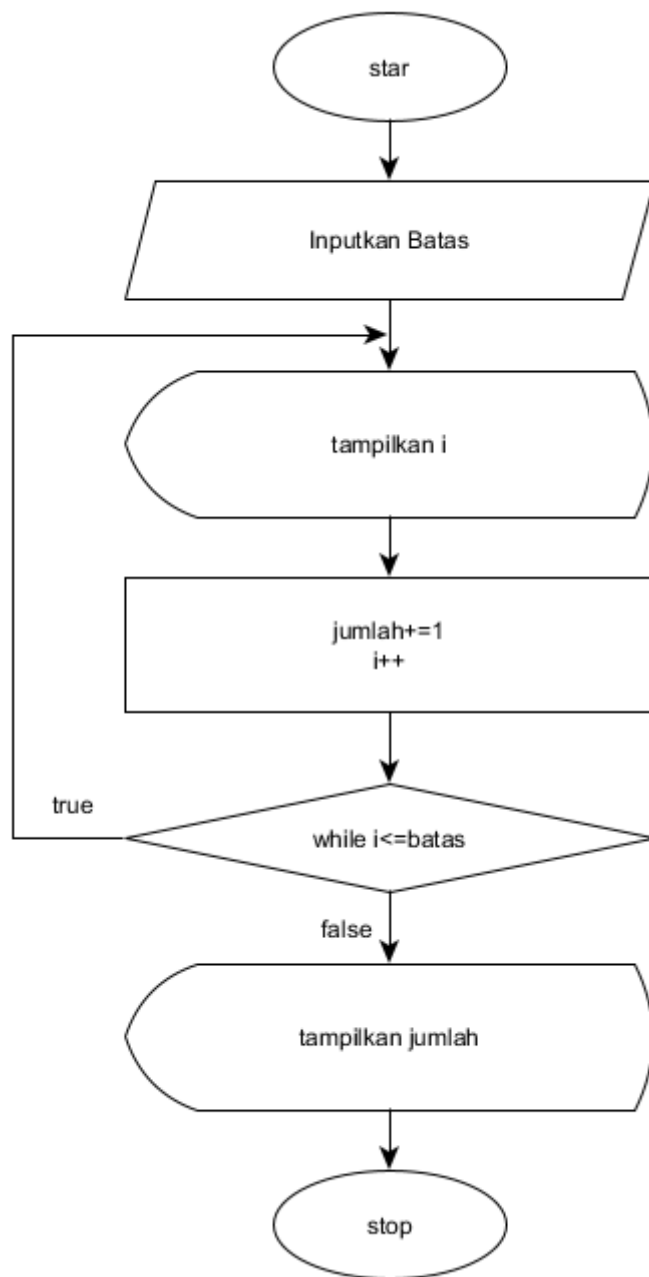 star
Inputkan Batas
tampilkan i
jumlah+=1
i++
true
while i<=batas
false
tampilkan jumlah
stop